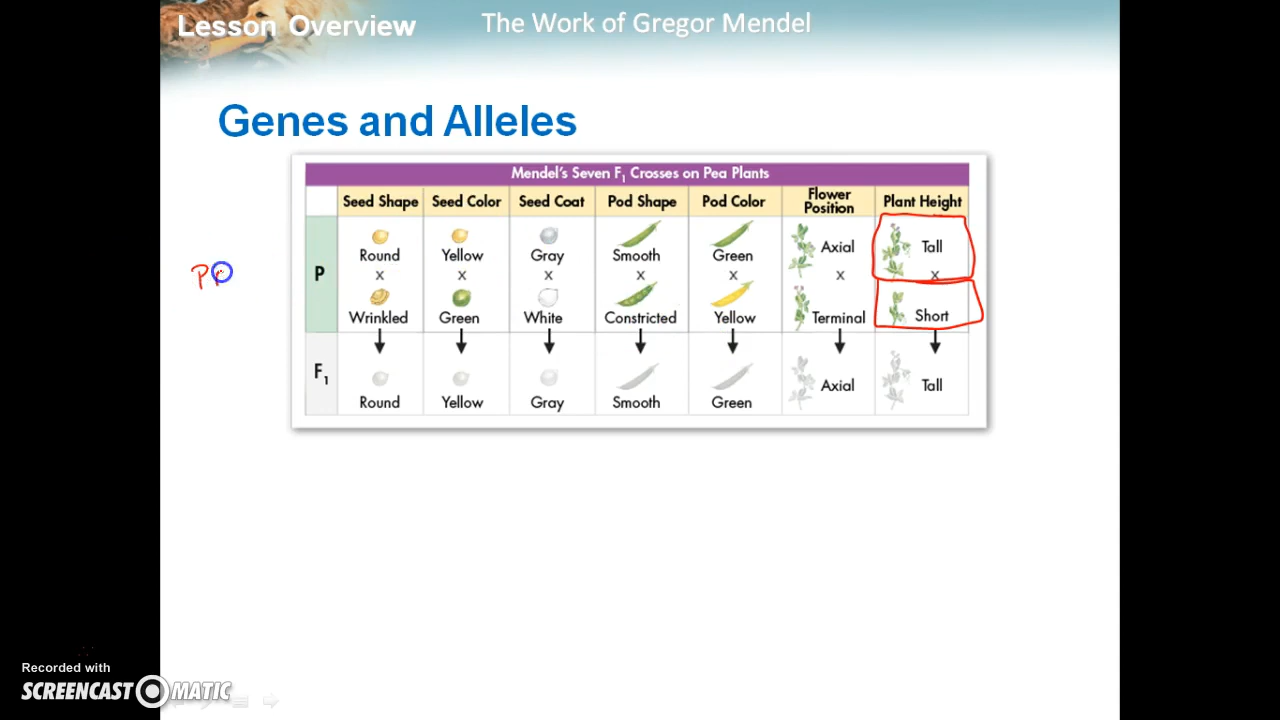 Lesson Overview
The Work of Gregor Mendel
Genes and Alleles
Mendel's Seven F1 Crosses on Pea Plants
Seed Shape Seed Color Seed Coat Pod Shape Pod Color Flower Position Plant Height
P
Round Yellow Gray Smooth Green Axial Tall
x x x x x x x
Wrinkled Green White Constricted Yellow Terminal Short
F1
Round Yellow Gray Smooth Green Axial Tall
Pr
Recorded with
SCREENCAST MATIC